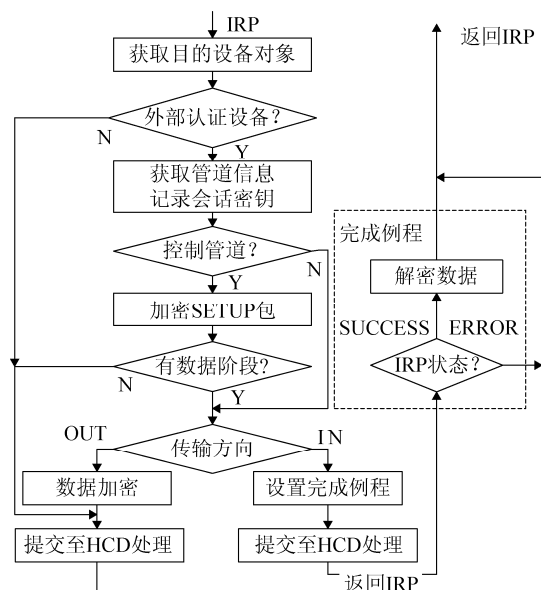 IRP
返回IRP
获取目的设备对象
外部认证设备？
N
Y
获取管道信息
记录会话密钥
完成例程
控制管道？
N
Y
解密数据
加密SETUP包
SUCCESS
ERROR
有数据阶段？
IRP状态？
N
Y
OUT
传输方向
IN
数据加密
设置完成例程
提交至HCD处理
提交至HCD处理
返回IRP